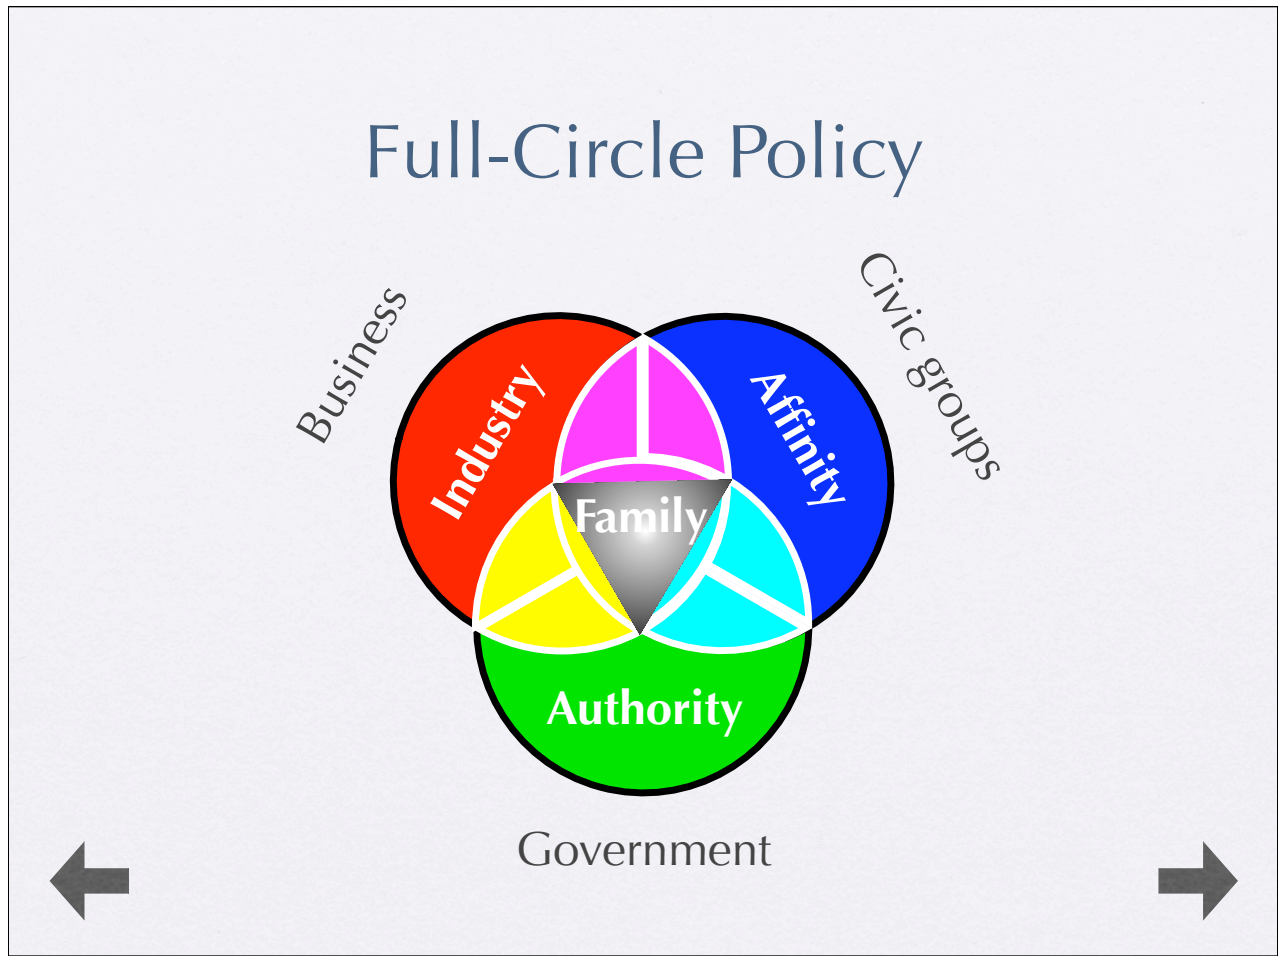 Full-Circle Policy
Business
Civic groups
Industry
Affinity
Family
Authority
Government